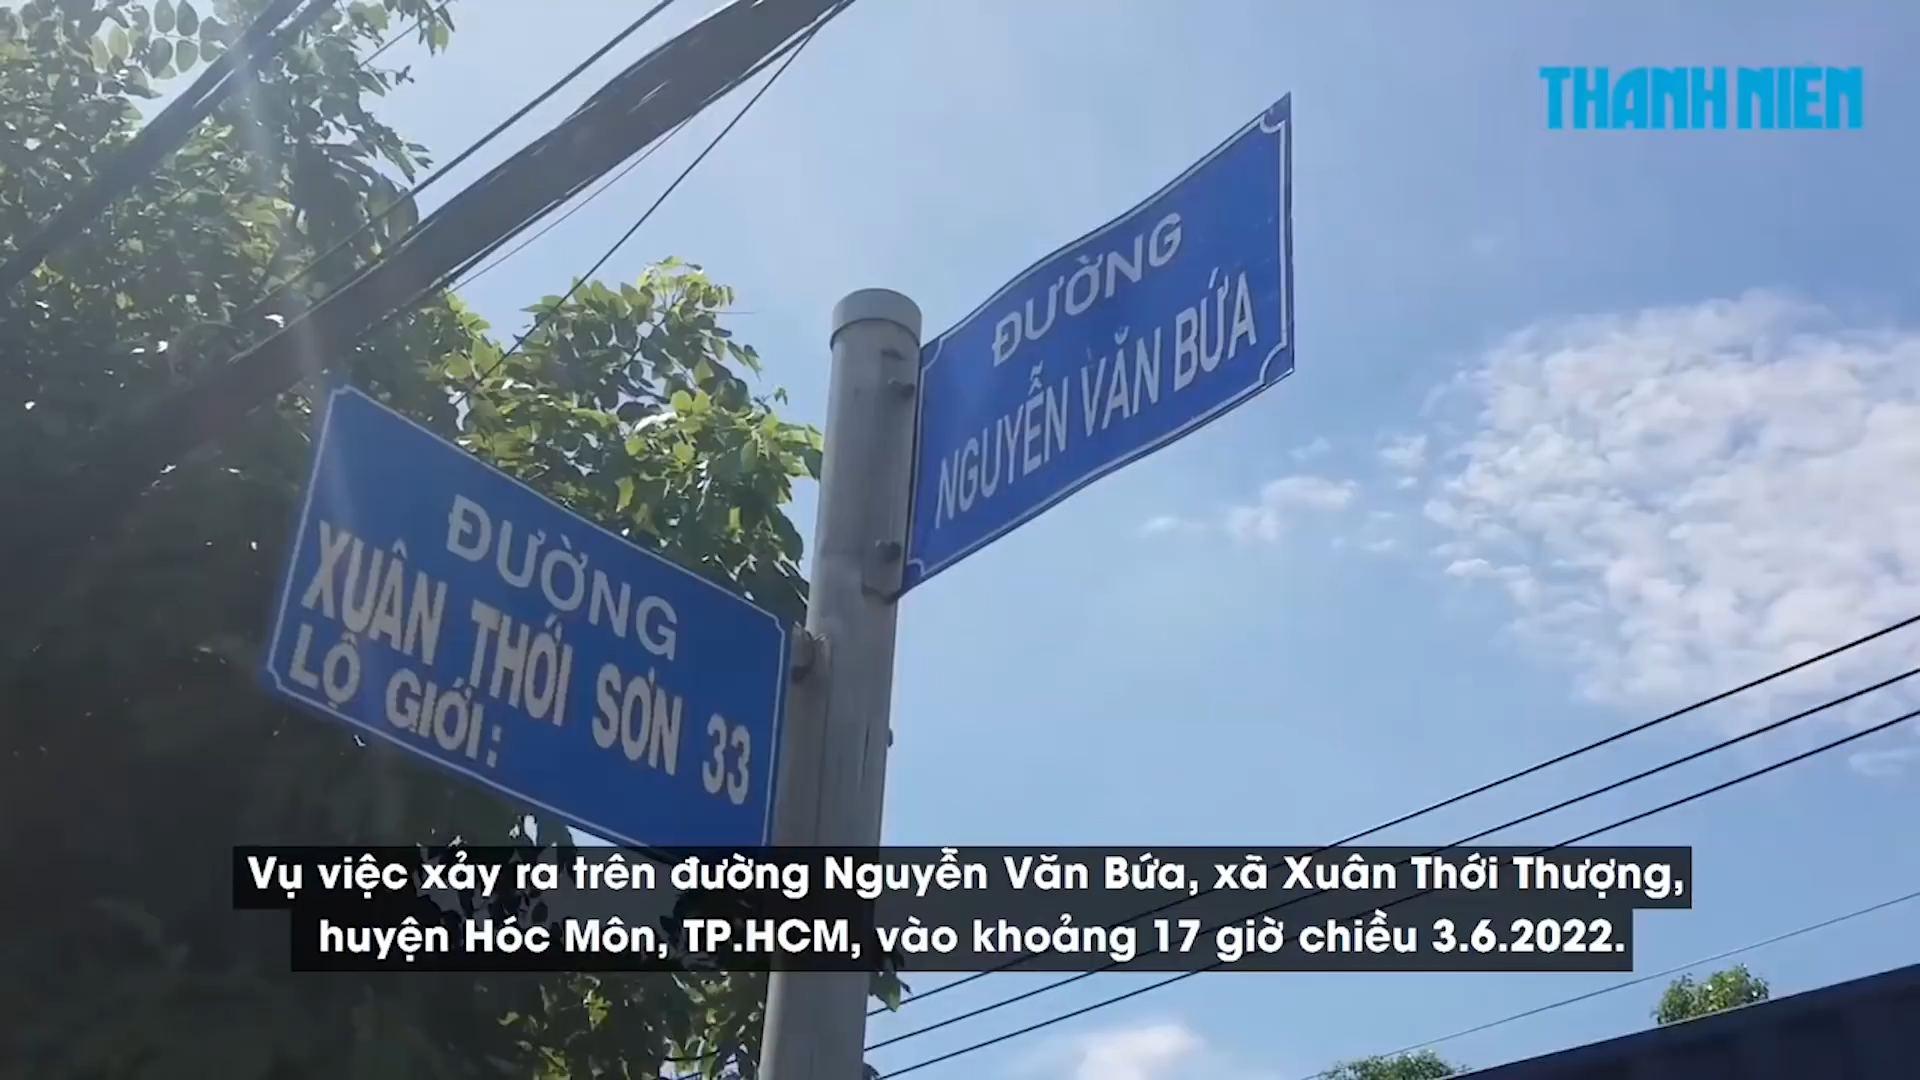 THANH NIÊN
ĐƯỜNG
NGUYỄN VĂN BỨA
ĐƯỜNG
XUÂN THỚI SƠN 33
LỘ GIỚI:
Vụ việc xảy ra trên đường Nguyễn Văn Bứa, xã Xuân Thới Thượng,
huyện Hóc Môn, TP.HCM, vào khoảng 17 giờ chiều 3.6.2022.